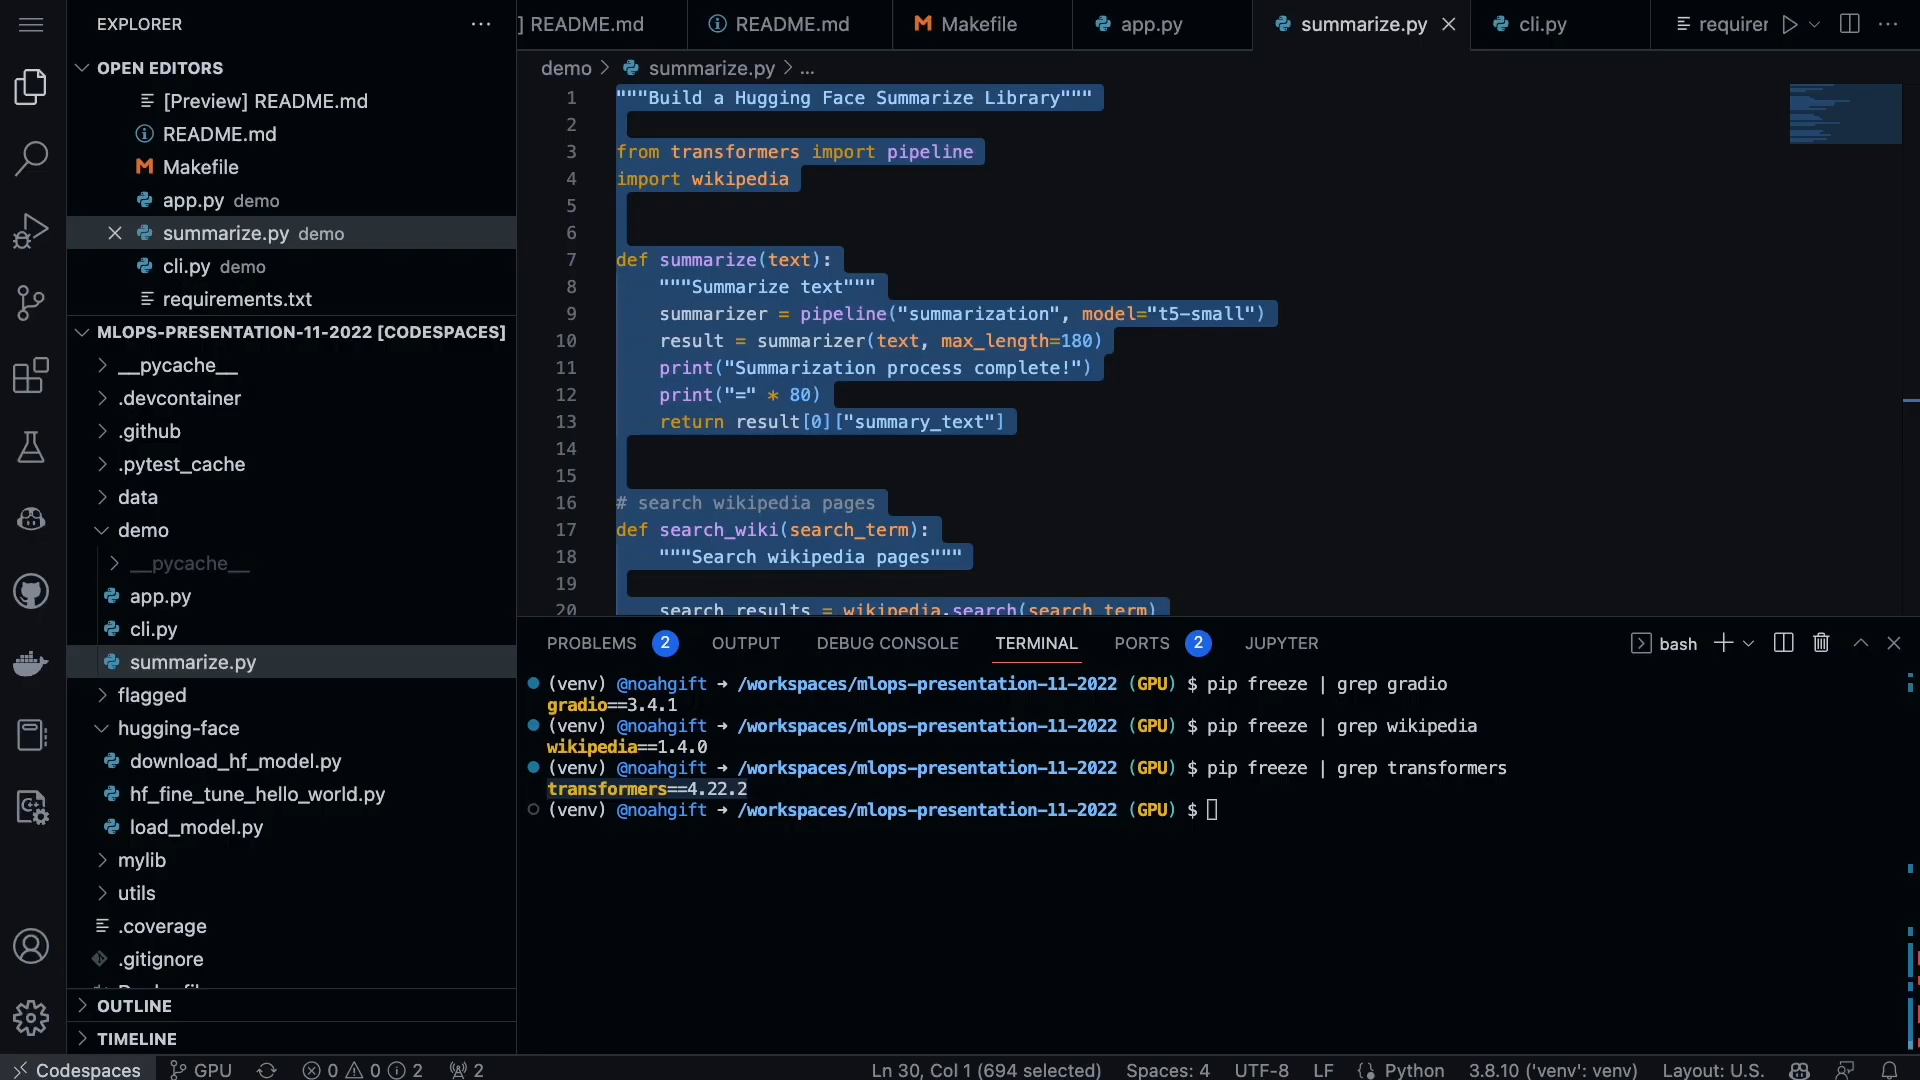 EXPLORER
OPEN EDITORS
[Preview] README.md
README.md
Makefile
app.py demo
summarize.py demo
cli.py demo
requirements.txt
MLOPS-PRESENTATION-11-2022 [CODESPACES]
__pycache__
.devcontainer
.github
.pytest_cache
data
demo
__pycache__
app.py
cli.py
summarize.py
flagged
hugging-face
download_hf_model.py
hf_fine_tune_hello_world.py
load_model.py
mylib
utils
.coverage
.gitignore
OUTLINE
TIMELINE
] README.md
README.md
Makefile
app.py
summarize.py
cli.py
requirer
demo > summarize.py > ...
1 """Build a Hugging Face Summarize Library"""
2
3 from transformers import pipeline
4 import wikipedia
5
6
7 def summarize(text):
8 """Summarize text"""
9 summarizer = pipeline("summarization", model="t5-small")
10 result = summarizer(text, max_length=180)
11 print("Summarization process complete!")
12 print("=" * 80)
13 return result[0]["summary_text"]
14
15
16 # search wikipedia pages
17 def search_wiki(search_term):
18 """Search wikipedia pages"""
19
20 search_results = wikipedia.search(search_term)
PROBLEMS 2 OUTPUT DEBUG CONSOLE TERMINAL PORTS 2 JUPYTER
bash
(venv) @noahgift → /workspaces/mlops-presentation-11-2022 (GPU) $ pip freeze | grep gradio
gradio==3.4.1
(venv) @noahgift → /workspaces/mlops-presentation-11-2022 (GPU) $ pip freeze | grep wikipedia
wikipedia==1.4.0
(venv) @noahgift → /workspaces/mlops-presentation-11-2022 (GPU) $ pip freeze | grep transformers
transformers==4.22.2
(venv) @noahgift → /workspaces/mlops-presentation-11-2022 (GPU) $
Codespaces GPU 0 0 2 2 Ln 30, Col 1 (694 selected) Spaces: 4 UTF-8 LF Python 3.8.10 ('venv': venv) Layout: U.S.